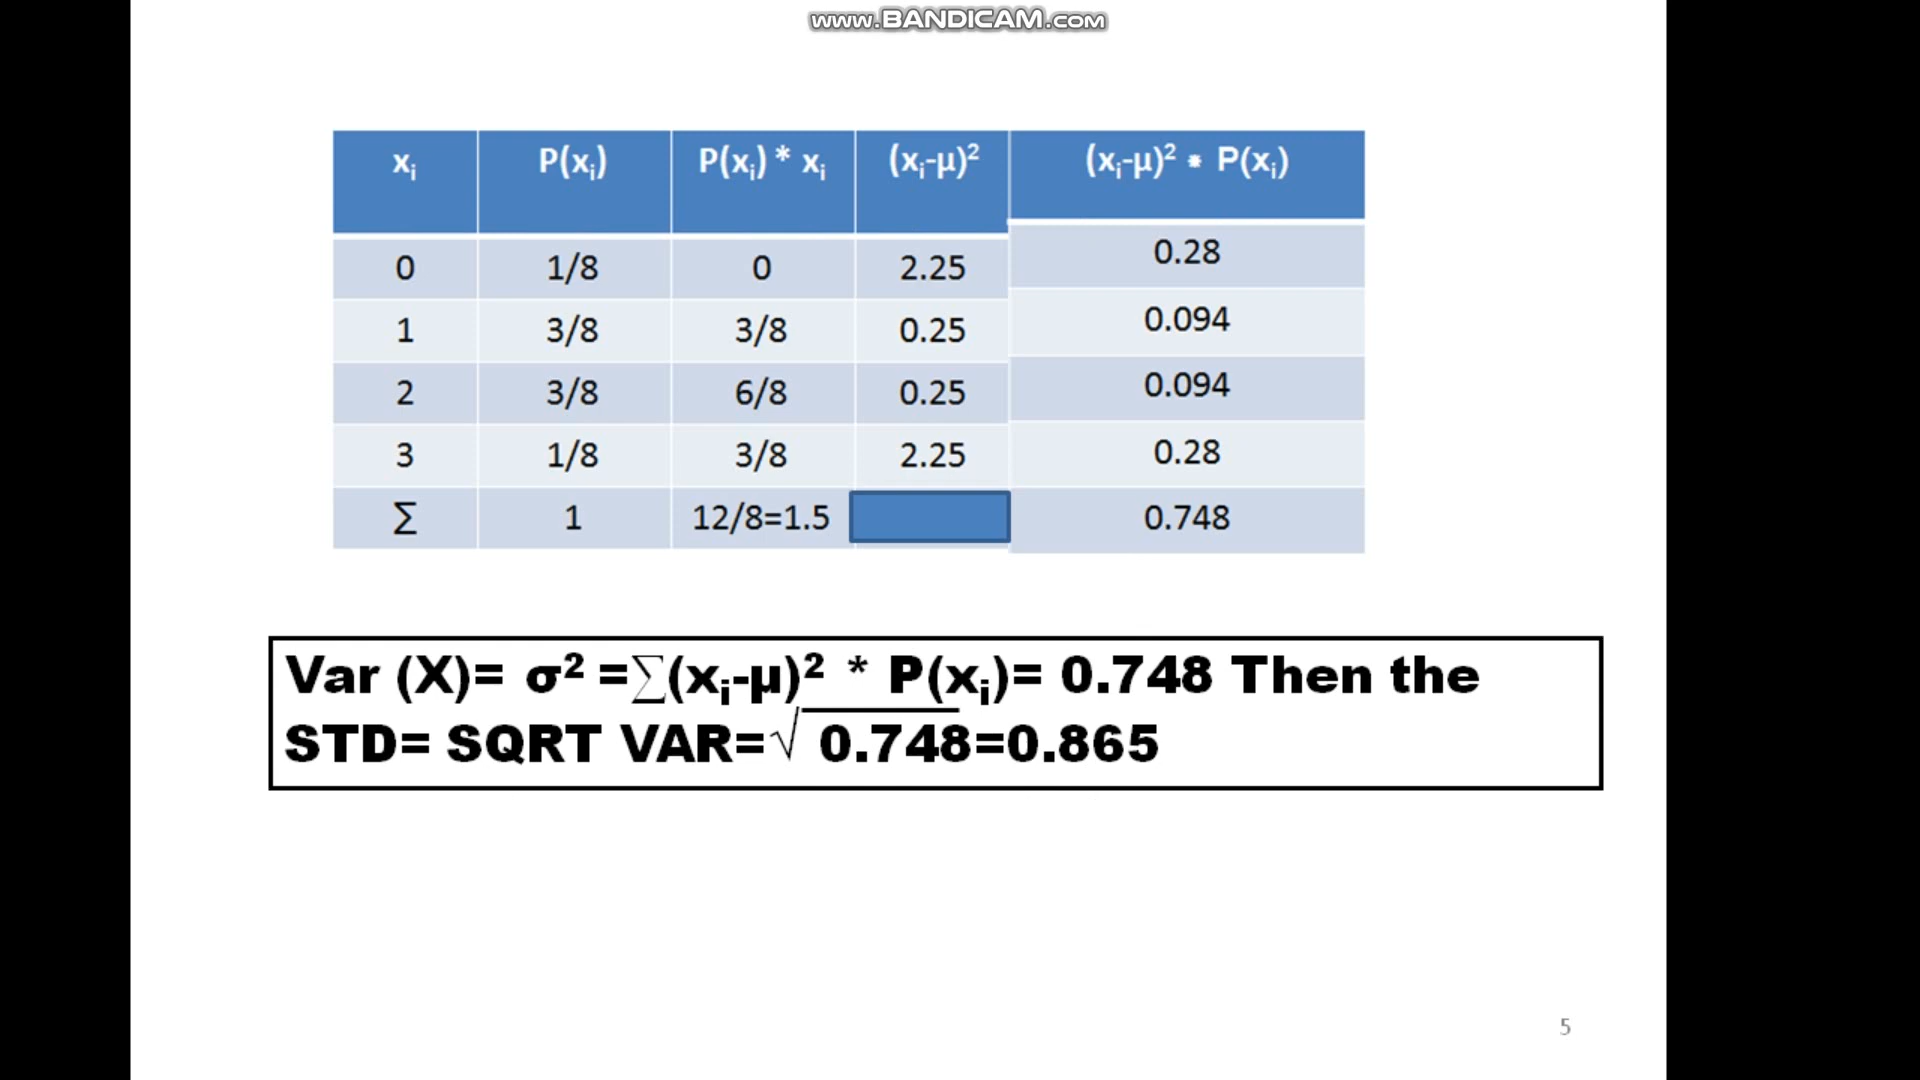 www.BANDICAM.com
xᵢ P(xᵢ) P(xᵢ) * xᵢ (xᵢ-μ)² (xᵢ-μ)² * P(xᵢ)
0 1/8 0 2.25 0.28
1 3/8 3/8 0.25 0.094
2 3/8 6/8 0.25 0.094
3 1/8 3/8 2.25 0.28
∑ 1 12/8=1.5 0.748
Var (X)= σ² =∑(xᵢ-μ)² * P(xᵢ)= 0.748 Then the
STD= SQRT VAR=√ 0.748=0.865
5